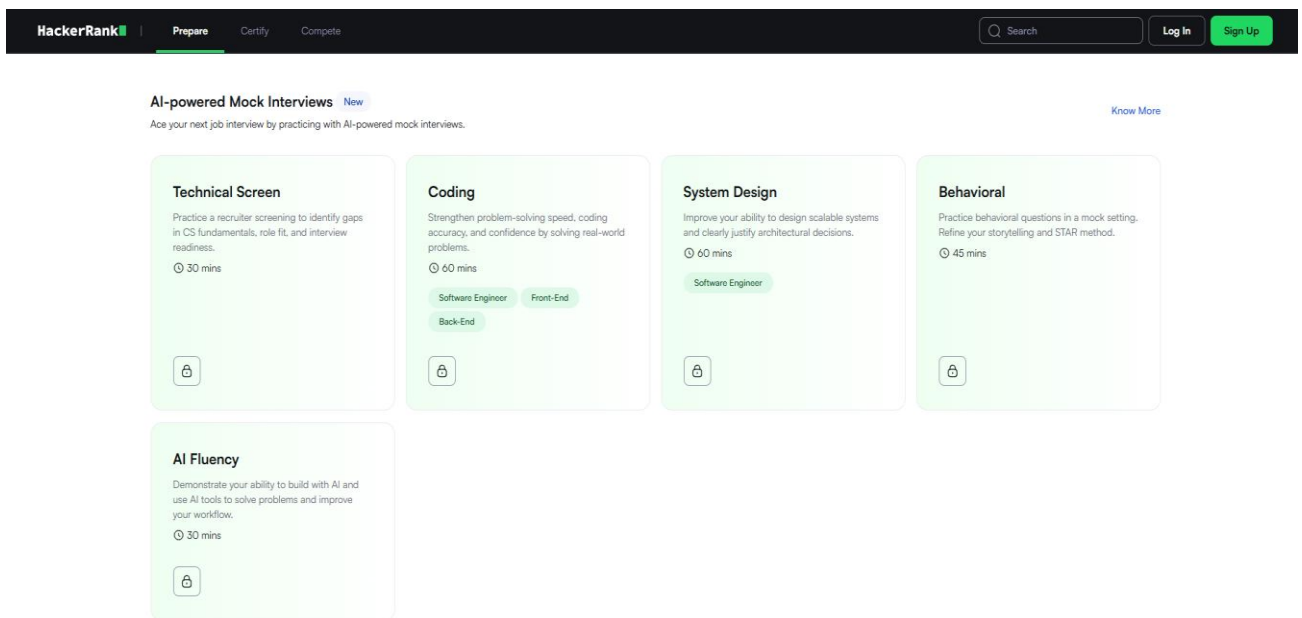 HackerRank
Prepare
Certify
Compete
Search
Log In
Sign Up
AI-powered Mock Interviews New
Know More
Ace your next job interview by practicing with AI-powered mock interviews.
Technical Screen
Practice a recruiter screening to identify gaps
in CS fundamentals, role fit, and interview
readiness.
30 mins
Coding
Strengthen problem-solving speed, coding
accuracy, and confidence by solving real-world
problems.
60 mins
Software Engineer
Front-End
Back-End
System Design
Improve your ability to design scalable systems
and clearly justify architectural decisions.
60 mins
Software Engineer
Behavioral
Practice behavioral questions in a mock setting.
Refine your storytelling and STAR method.
45 mins
AI Fluency
Demonstrate your ability to build with AI and
use AI tools to solve problems and improve
your workflow.
30 mins